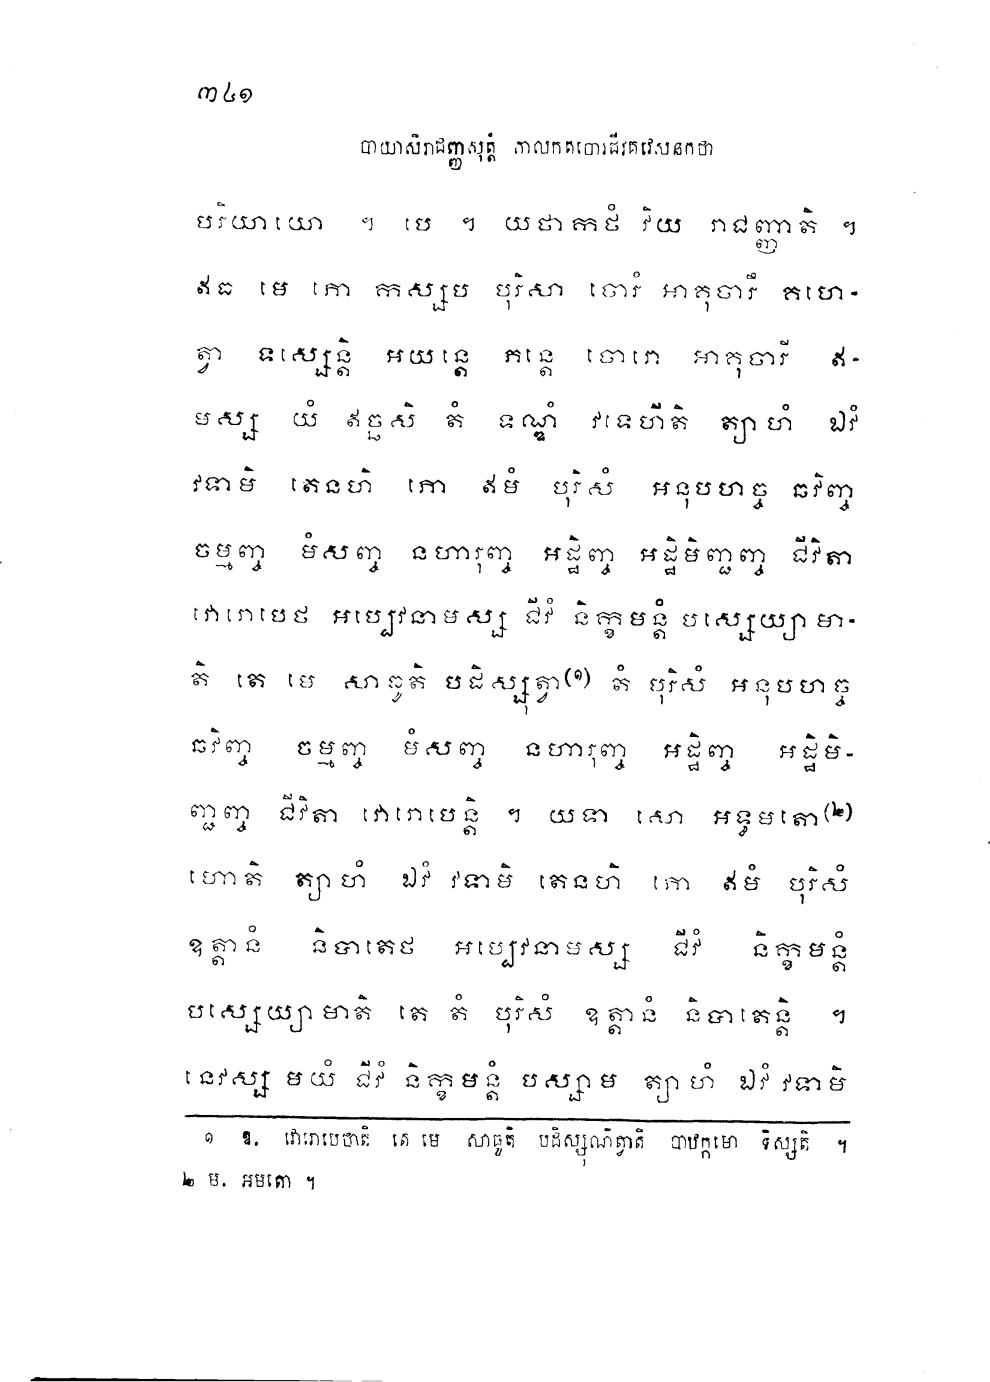 ៣៤១
បាយាសិរាជញ្ញសុត្តំ កាលកតចោរជីវគវេសនកថា
បរិយាយោ ។ បេ ។ យថាកថំ វិយ រាជញ្ញាតិ ។
ឥធ មេ ភោ កស្សប បុរិសា ចោរំ អាគុចារឹ គហេ-
ត្វា ទស្សេន្តិ អយន្តេ ភន្តេ ចោរោ អាគុចារី ឥ-
មស្ស យំ ឥច្ឆសិ តំ ទណ្ឌំ វទេហីតិ ត្យាហំ ឯវំ
វទាមិ តេនហិ ភោ ឥមំ បុរិសំ អនុបហច្ច ឆវិញ្ច
ចម្មញ្ច មំសញ្ច នហារុញ្ច អដ្ឋិញ្ច អដ្ឋិមិញ្ជញ្ច ជីវិតា
វោរោបេថ អប្បេវនាមស្ស ជីវំ និក្ខមន្តំ បស្សេយ្យាមា-
តិ តេ មេ សាធូតិ បដិស្សុត្វា(១) តំ បុរិសំ អនុបហច្ច
ឆវិញ្ច ចម្មញ្ច មំសញ្ច នហារុញ្ច អដ្ឋិញ្ច អដ្ឋិមិ-
ញ្ជញ្ច ជីវិតា វោរោបេន្តិ ។ យទា សោ អទ្ធមតោ(២)
ហោតិ ត្យាហំ ឯវំ វទាមិ តេនហិ ភោ ឥមំ បុរិសំ
ឧត្តានំ និបាតេថ អប្បេវនាមស្ស ជីវំ និក្ខមន្តំ
បស្សេយ្យាមាតិ តេ តំ បុរិសំ ឧត្តានំ និបាតេន្តិ ។
នេវស្ស មយំ ជីវំ និក្ខមន្តំ បស្សាម ត្យាហំ ឯវំ វទាមិ
១ ឱ. វោរោបេថាតិ តេ មេ សាធូតិ បដិស្សុណិត្វាតិ បាឋក្កមោ ទិស្សតិ ។
២ ម. អមតោ ។